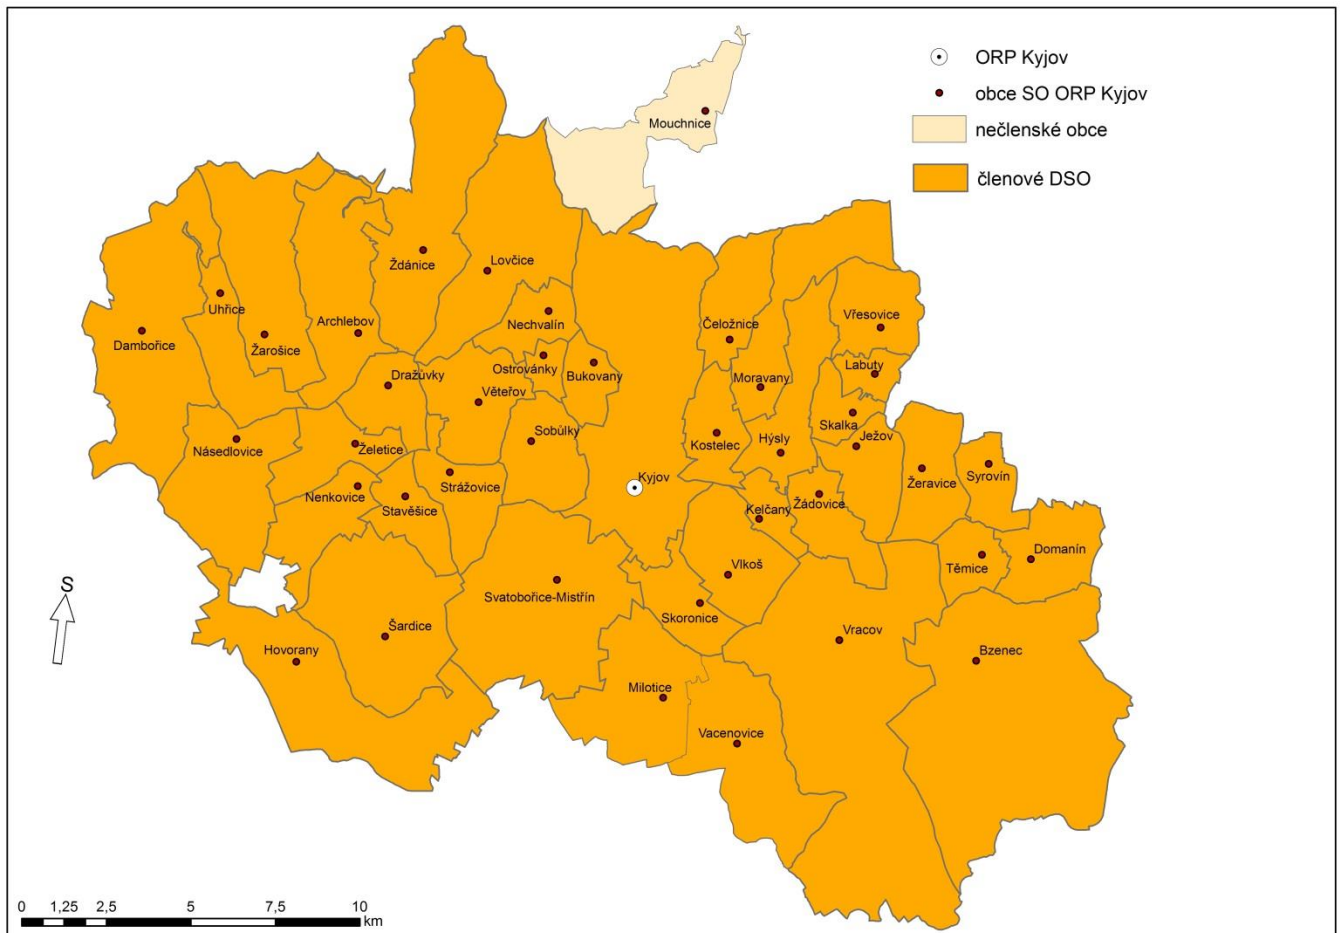 ORP Kyjov
obce SO ORP Kyjov
nečlenské obce
členové DSO
Mouchnice
Ždánice
Lovčice
Uhřice
Archlebov
Nechvalín
Čeložnice
Vřesovice
Dambořice
Žarošice
Ostrovánky
Bukovany
Labuty
Dražůvky
Věteřov
Moravany
Skalka
Sobůlky
Kostelec
Hýsly
Ježov
Násedlovice
Želetice
Strážovice
Kyjov
Žeravice
Syrovín
Nenkovice
Stavěšice
Kelčany
Žádovice
Vlkoš
Těmice
Domanín
S
Svatobořice-Mistřín
Skoronice
Šardice
Vracov
Hovorany
Bzenec
Milotice
Vacenovice
0 1,25 2,5 5 7,5 10
km